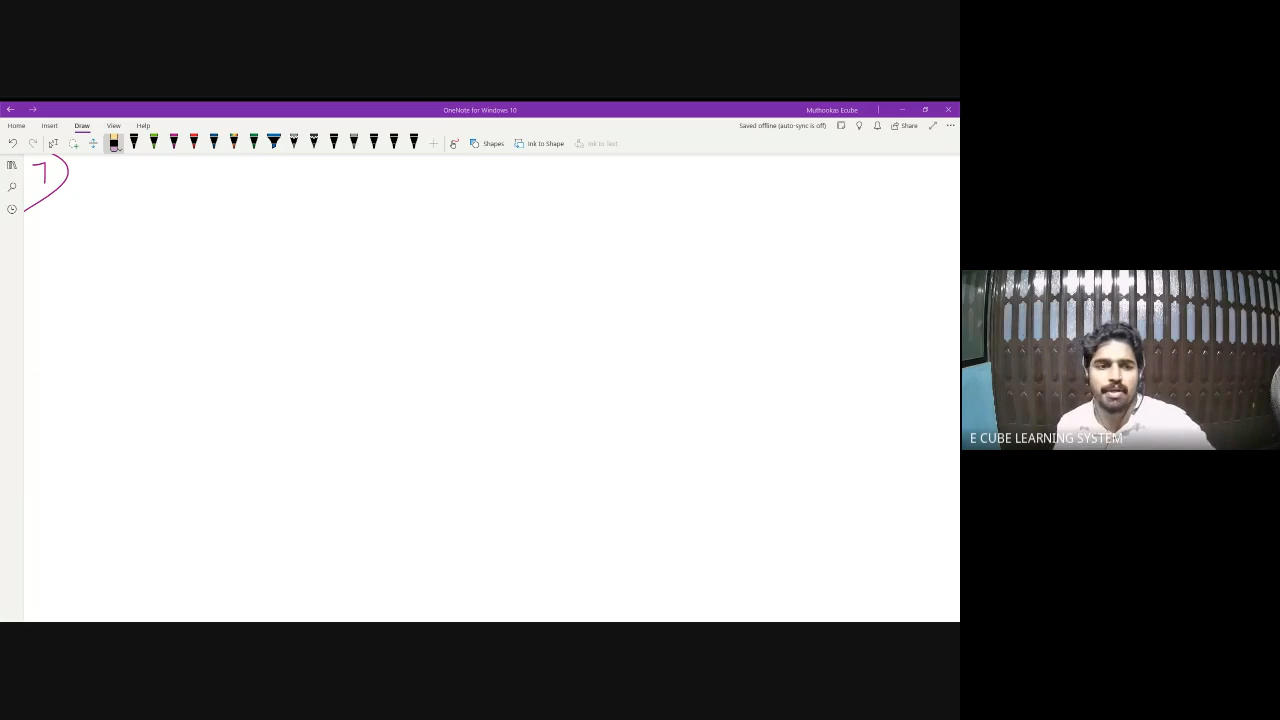 OneNote for Windows 10
Muthookas Ecube
Home Insert Draw View Help
Saved offline (auto-sync is off)
Share
Shapes
Ink to Shape
Ink to Text
7
E CUBE LEARNING SYSTEM